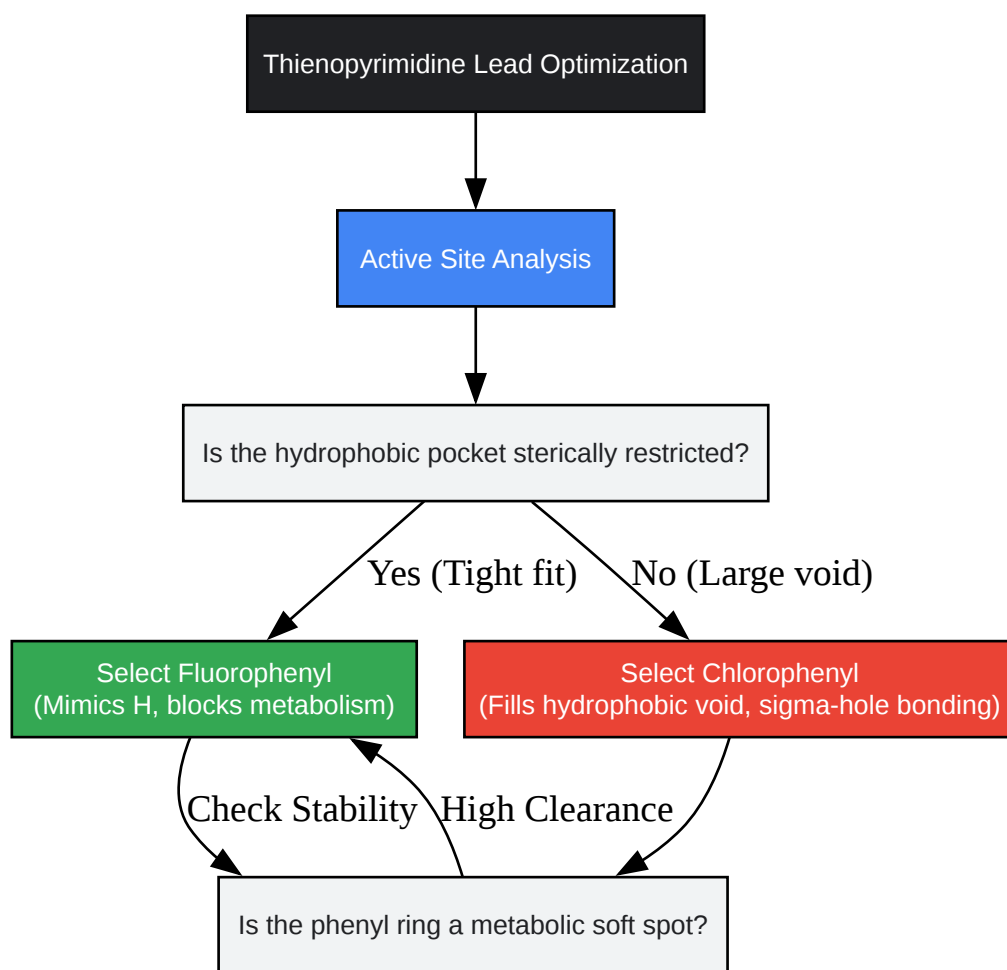 Thienopyrimidine Lead Optimization
Active Site Analysis
Is the hydrophobic pocket sterically restricted?
Yes (Tight fit)
No (Large void)
Select Fluorophenyl
(Mimics H, blocks metabolism)
Select Chlorophenyl
(Fills hydrophobic void, sigma-hole bonding)
Check Stability
High Clearance
Is the phenyl ring a metabolic soft spot?